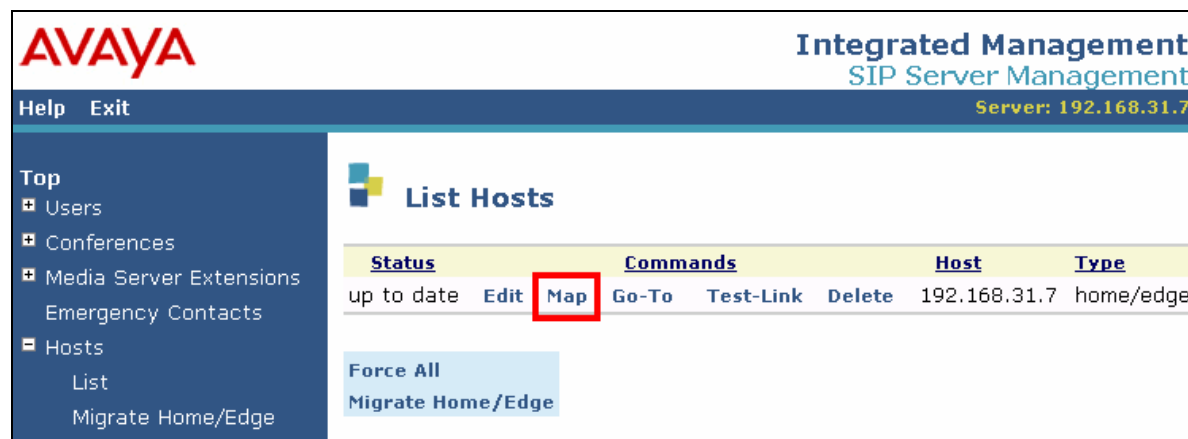 AVAYA
Integrated Management
SIP Server Management
Help Exit
Server: 192.168.31.7
Top
Users
Conferences
Media Server Extensions
Emergency Contacts
Hosts
List
Migrate Home/Edge
List Hosts
Status Commands Host Type
up to date Edit Map Go-To Test-Link Delete 192.168.31.7 home/edge
Force All
Migrate Home/Edge